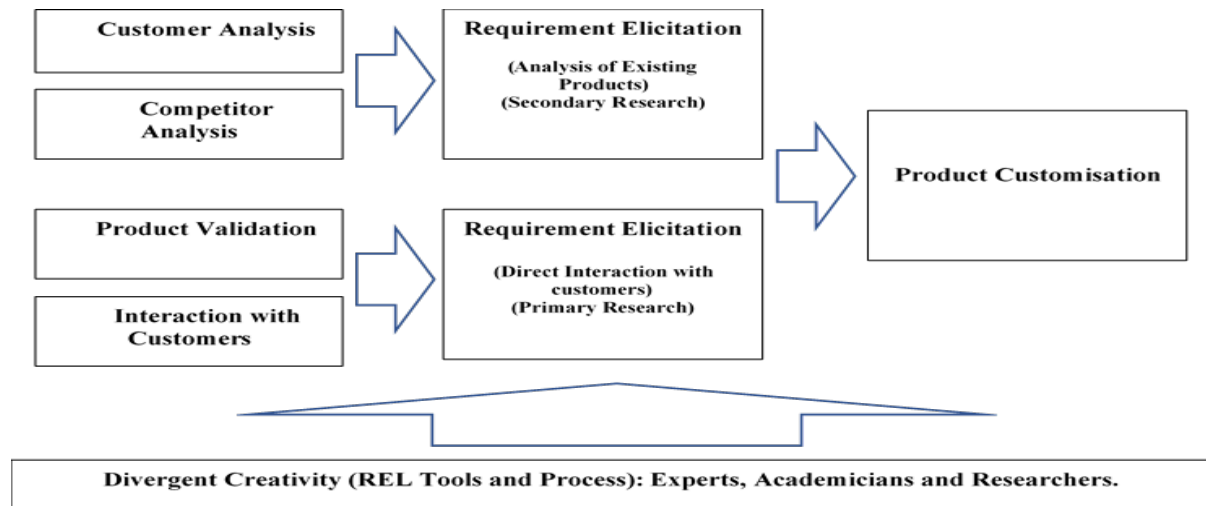 Customer Analysis
Competitor
Analysis
Requirement Elicitation
(Analysis of Existing
Products)
(Secondary Research)
Product Validation
Interaction with
Customers
Requirement Elicitation
(Direct Interaction with
customers)
(Primary Research)
Product Customisation
Divergent Creativity (REL Tools and Process): Experts, Academicians and Researchers.